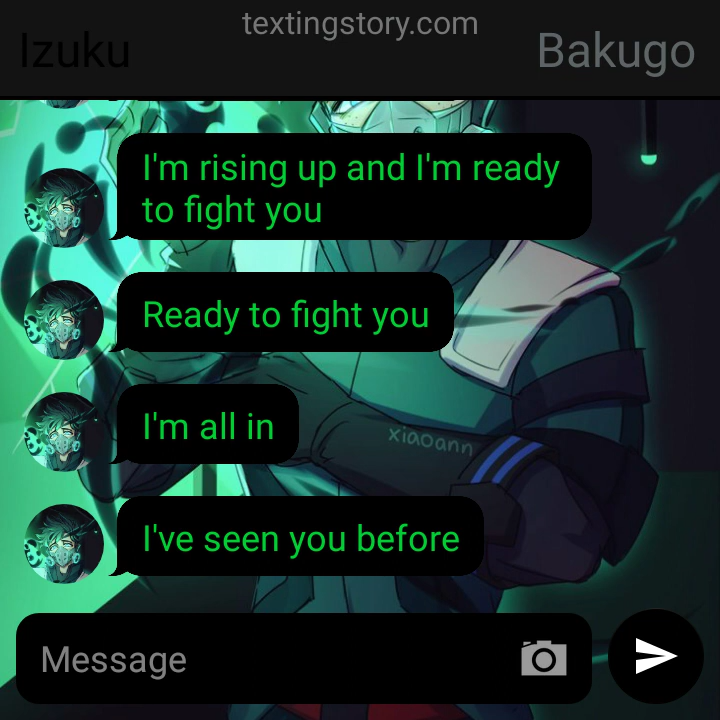 textingstory.com
Izuku
Bakugo
I'm rising up and I'm ready
to fight you
Ready to fight you
I'm all in
xiaoann
I've seen you before
Message